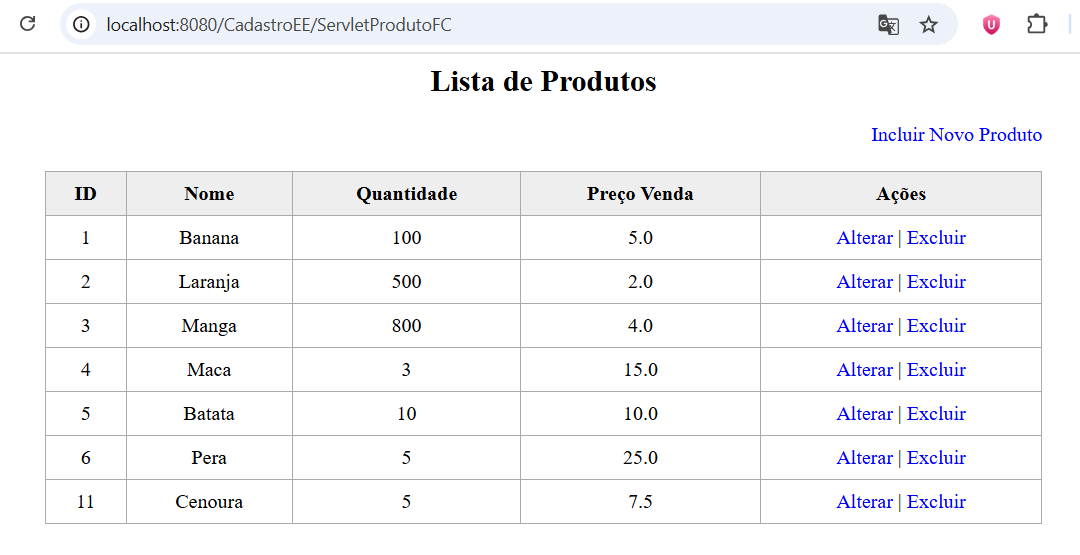 localhost:8080/CadastroEE/ServletProdutoFC
Lista de Produtos
Incluir Novo Produto
ID Nome Quantidade Preço Venda Ações
1 Banana 100 5.0 Alterar | Excluir
2 Laranja 500 2.0 Alterar | Excluir
3 Manga 800 4.0 Alterar | Excluir
4 Maca 3 15.0 Alterar | Excluir
5 Batata 10 10.0 Alterar | Excluir
6 Pera 5 25.0 Alterar | Excluir
11 Cenoura 5 7.5 Alterar | Excluir